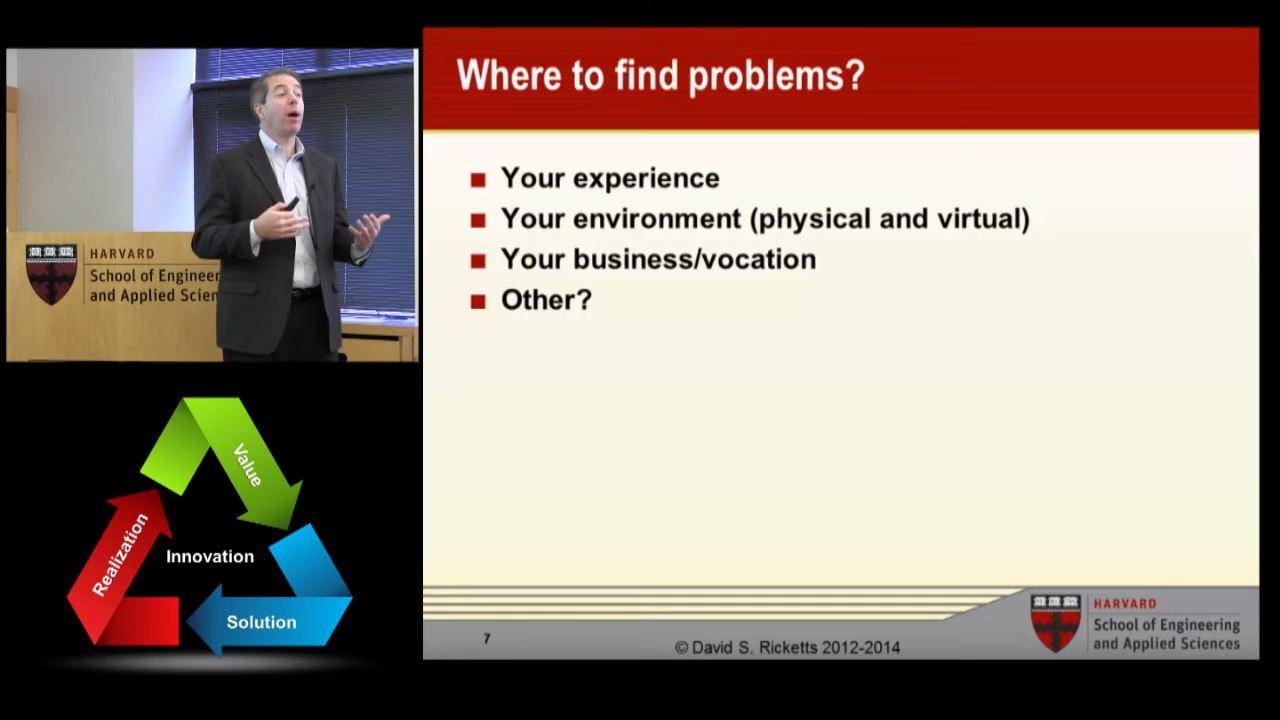 Where to find problems?
Your experience
Your environment (physical and virtual)
Your business/vocation
Other?
HARVARD
School of Engineer
and Applied Scien
Value
Realization
Innovation
Solution
7
© David S. Ricketts 2012-2014
HARVARD
School of Engineering
and Applied Sciences